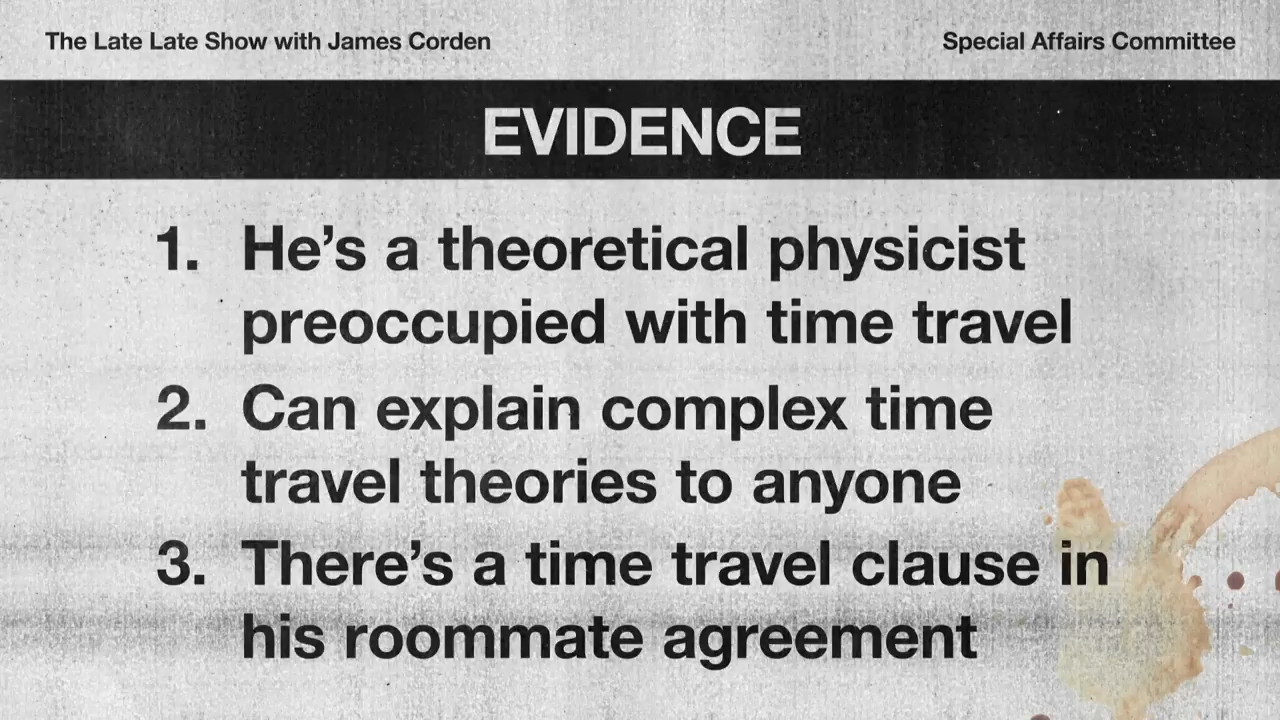 The Late Late Show with James Corden
Special Affairs Committee
EVIDENCE
1. He’s a theoretical physicist
preoccupied with time travel
2. Can explain complex time
travel theories to anyone
3. There’s a time travel clause in
his roommate agreement